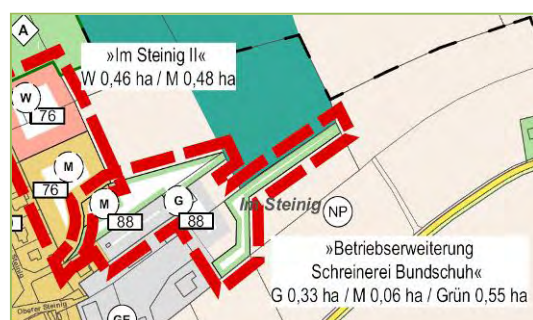 A
»Im Steinig II«
W 0,46 ha / M 0,48 ha
W
76
M
76
M
88
G
88
Im Steinig
NP
»Betriebserweiterung
Schreinerei Bundschuh«
G 0,33 ha / M 0,06 ha / Grün 0,55 ha
Oberer Steinig
GE